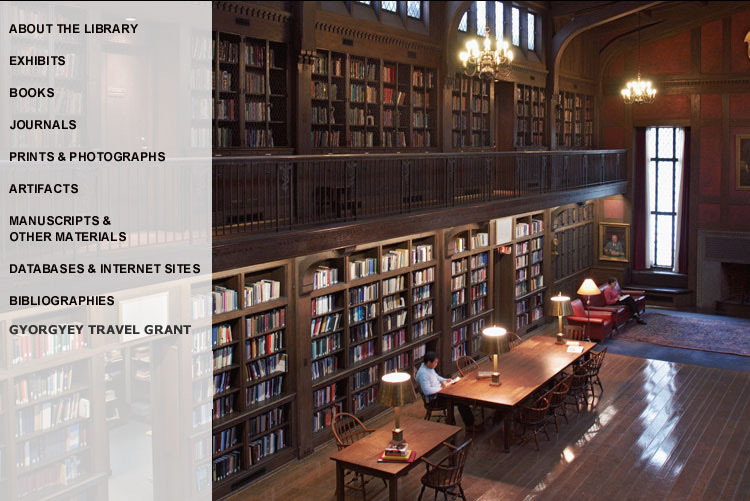 ABOUT THE LIBRARY
EXHIBITS
BOOKS
JOURNALS
PRINTS & PHOTOGRAPHS
ARTIFACTS
MANUSCRIPTS &
OTHER MATERIALS
DATABASES & INTERNET SITES
BIBLIOGRAPHIES
GYORGYEY TRAVEL GRANT